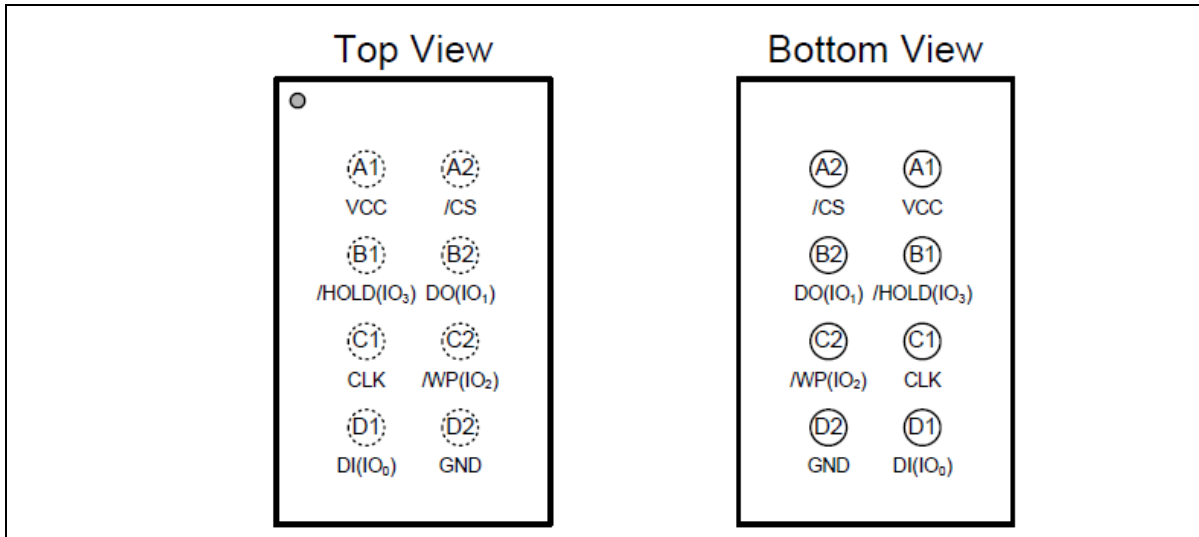 Top View Bottom View
A1 A2 A2 A1
VCC /CS /CS VCC
B1 B2 B2 B1
/HOLD(IO₃) DO(IO₁) DO(IO₁) /HOLD(IO₃)
C1 C2 C2 C1
CLK /WP(IO₂) /WP(IO₂) CLK
D1 D2 D2 D1
DI(IO₀) GND GND DI(IO₀)